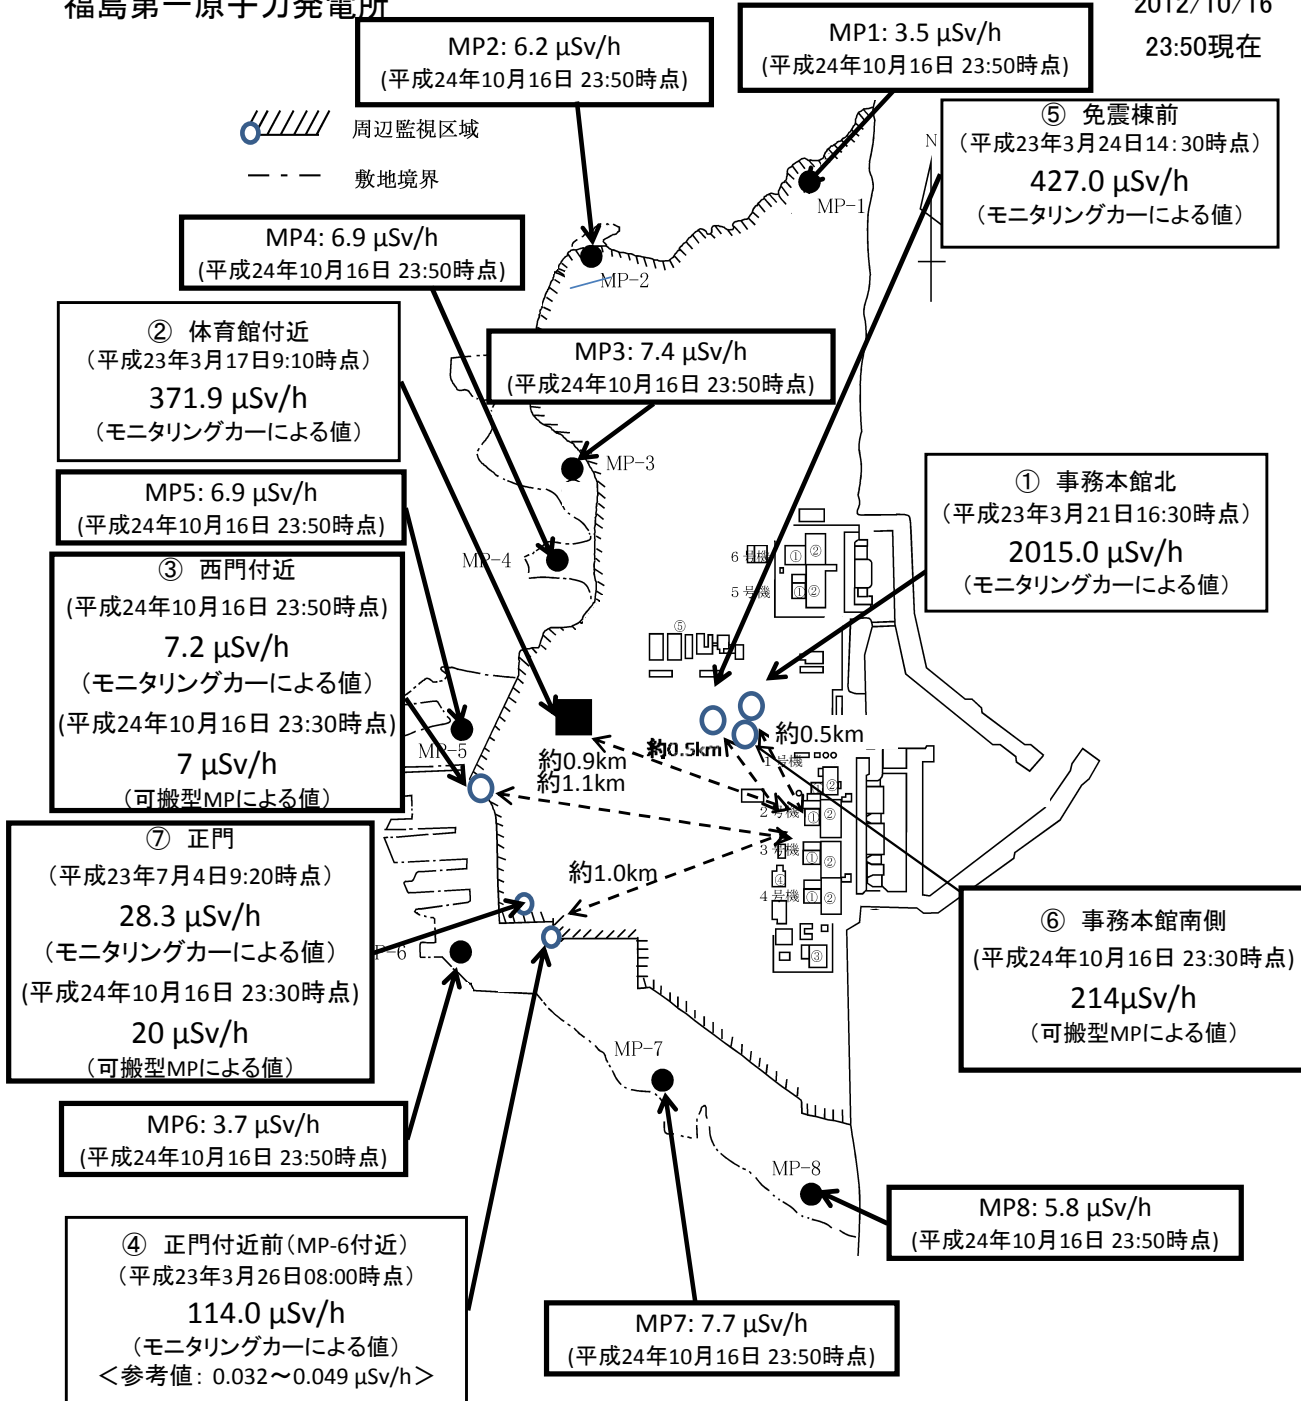 福島第一原子力発電所
2012/10/16
23:50現在
MP2: 6.2 μSv/h
(平成24年10月16日 23:50時点)
MP1: 3.5 μSv/h
(平成24年10月16日 23:50時点)
周辺監視区域
敷地境界
⑤ 免震棟前
(平成23年3月24日14:30時点)
427.0 μSv/h
(モニタリングカーによる値)
N
MP-1
MP4: 6.9 μSv/h
(平成24年10月16日 23:50時点)
MP-2
② 体育館付近
(平成23年3月17日9:10時点)
371.9 μSv/h
(モニタリングカーによる値)
MP3: 7.4 μSv/h
(平成24年10月16日 23:50時点)
MP-3
MP5: 6.9 μSv/h
(平成24年10月16日 23:50時点)
① 事務本館北
(平成23年3月21日16:30時点)
2015.0 μSv/h
(モニタリングカーによる値)
MP-4
6号機
① ②
5号機
① ②
③ 西門付近
(平成24年10月16日 23:50時点)
7.2 μSv/h
(モニタリングカーによる値)
(平成24年10月16日 23:30時点)
7 μSv/h
(可搬型MPによる値)
⑤
MP-5
約0.9km
約1.1km
約0.5km
約0.5km
1号機
②
2号機
① ②
3号機
① ②
④
4号機
① ②
③
約1.0km
⑦ 正門
(平成23年7月4日9:20時点)
28.3 μSv/h
(モニタリングカーによる値)
(平成24年10月16日 23:30時点)
20 μSv/h
(可搬型MPによる値)
P-6
⑥ 事務本館南側
(平成24年10月16日 23:30時点)
214μSv/h
(可搬型MPによる値)
MP-7
MP6: 3.7 μSv/h
(平成24年10月16日 23:50時点)
MP-8
MP8: 5.8 μSv/h
(平成24年10月16日 23:50時点)
④ 正門付近前(MP-6付近)
(平成23年3月26日08:00時点)
114.0 μSv/h
(モニタリングカーによる値)
<参考値: 0.032～0.049 μSv/h>
MP7: 7.7 μSv/h
(平成24年10月16日 23:50時点)